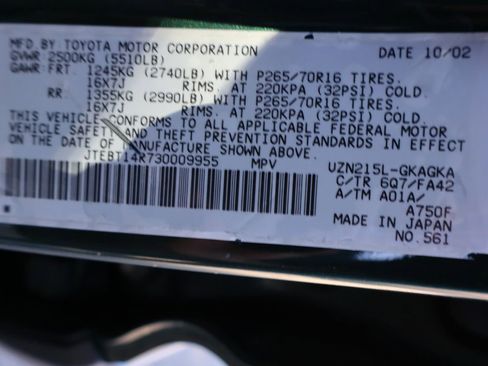 MFD. BY TOYOTA MOTOR CORPORATION DATE 10/02
GVWR 2500KG (5510LB)
GAWR: FRT. 1245KG (2740LB) WITH P265/70R16 TIRES.
16X7J RIMS. AT 220KPA (32PSI) COLD.
RR. 1355KG (2990LB) WITH P265/70R16 TIRES.
16X7J RIMS. AT 220KPA (32PSI) COLD.
THIS VEHICLE CONFORMS TO ALL APPLICABLE FEDERAL MOTOR
VEHICLE SAFETY AND THEFT PREVENTION STANDARDS IN EFFECT
ON THE DATE OF MANUFACTURE SHOWN ABOVE.
JTEBT14R730009955 MPV UZN215L-GKAGKA
C/TR 6Q7/FA42
A/TM A01A/
A750F
MADE IN JAPAN
NO.561